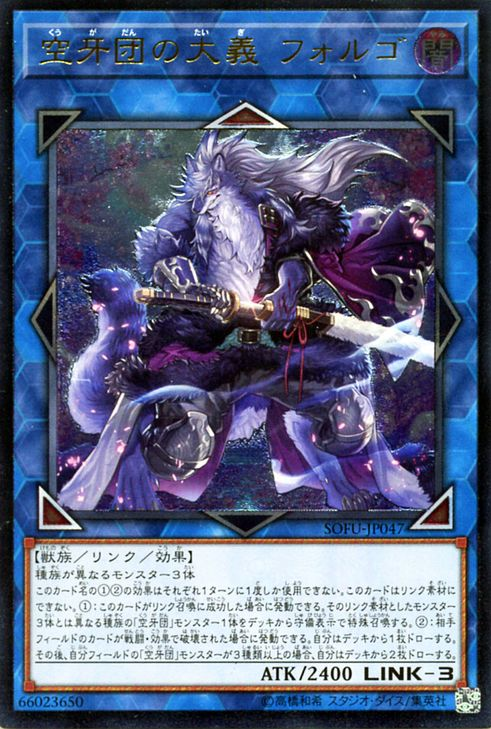 空牙団の大義 フォルゴ 闇
SOFU-JP047
【獣族／リンク／効果】
種族が異なるモンスター3体
このカード名の①②の効果はそれぞれ1ターンに1度しか使用できない。このカードはリンク素材に
できない。①：このカードがリンク召喚に成功した場合に発動できる。そのリンク素材としたモンス
ター3体とは異なる種族の「空牙団」モンスター1体をデッキから守備表示で特殊召喚する。②：相手
フィールドのカードが戦闘・効果で破壊された場合に発動できる。自分はデッキから1枚ドローする。
その後、自分フィールドの「空牙団」モンスターが3種類以上の場合、自分はデッキから2枚ドローする。
ATK/2400 LINK-3
66023650 ©高橋和希 スタジオ・ダイス/集英社